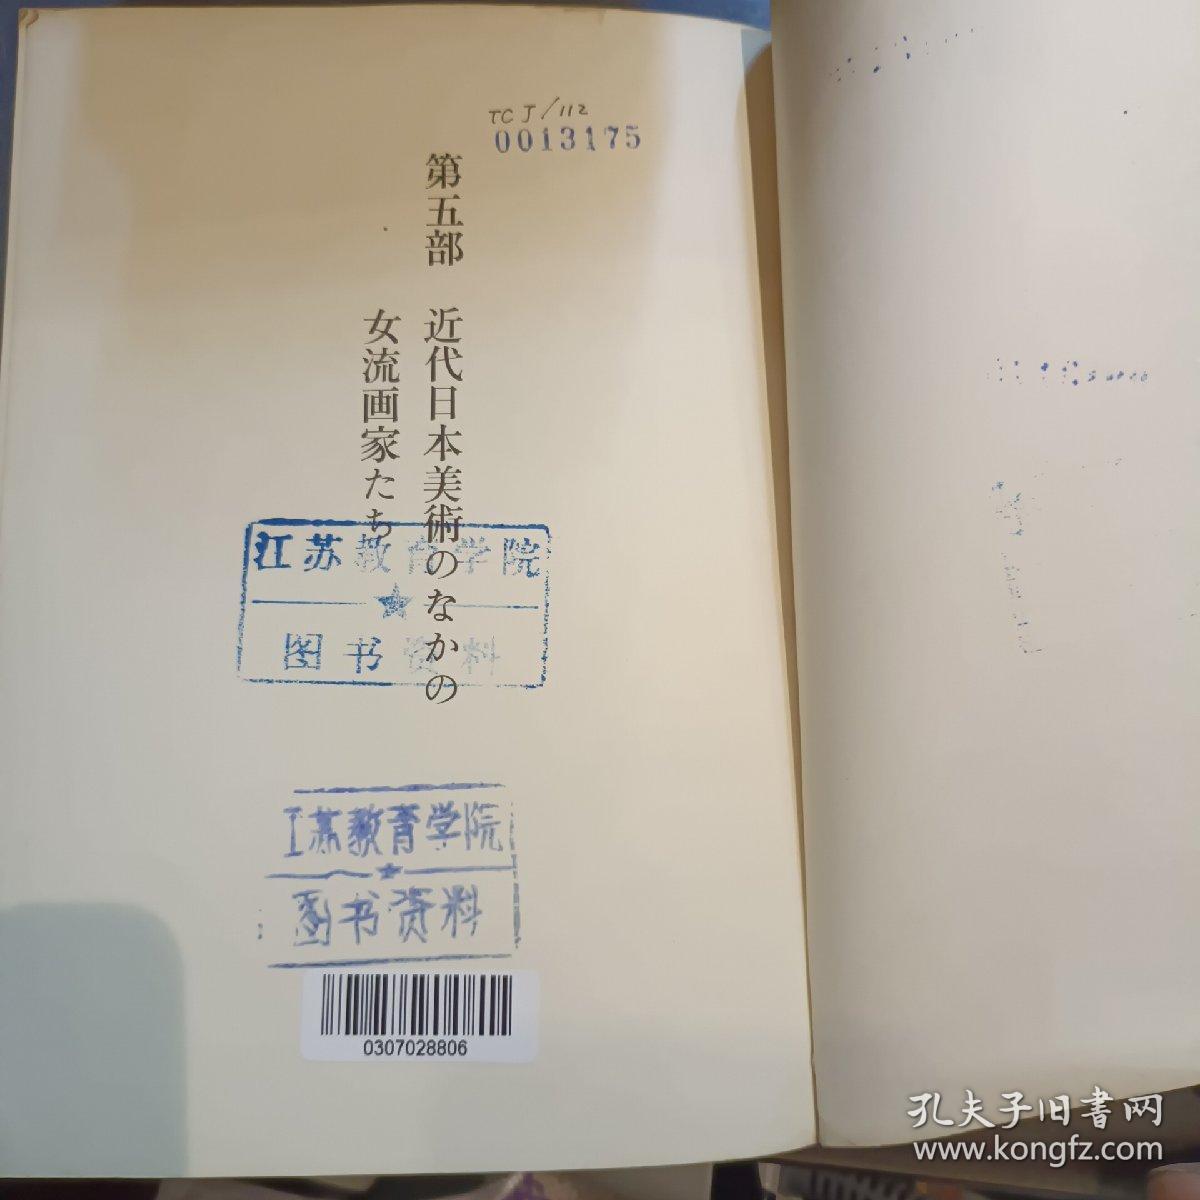 TCJ/112
0013175
第五部 近代日本美術のなかの
女流画家たち
江苏教育学院
图书资料
江苏教育学院
图书资料
0307028806
孔夫子旧書网
www.kongfz.com